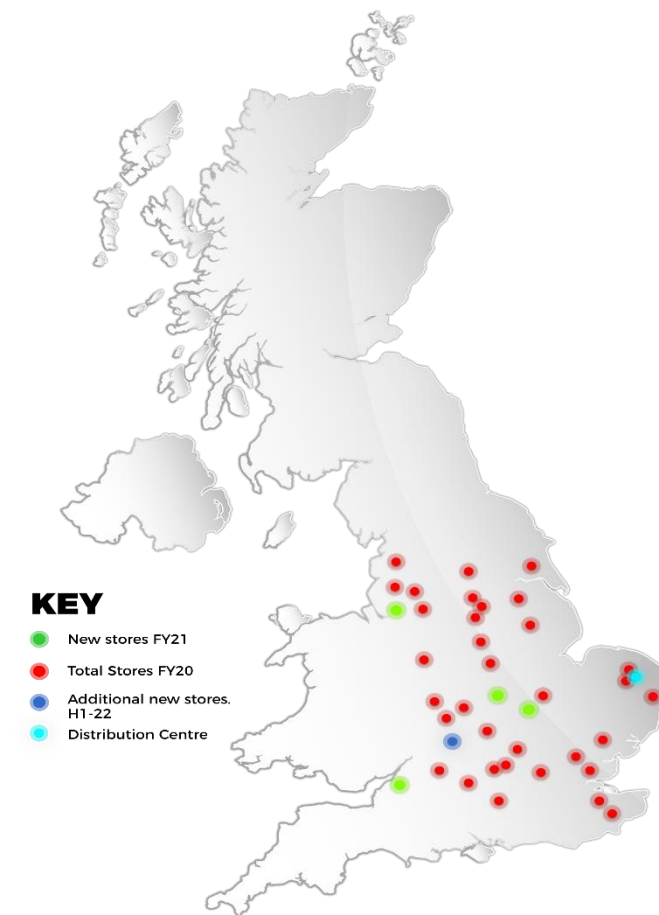 KEY
New stores FY21
Total Stores FY20
Additional new stores.
H1-22
Distribution Centre